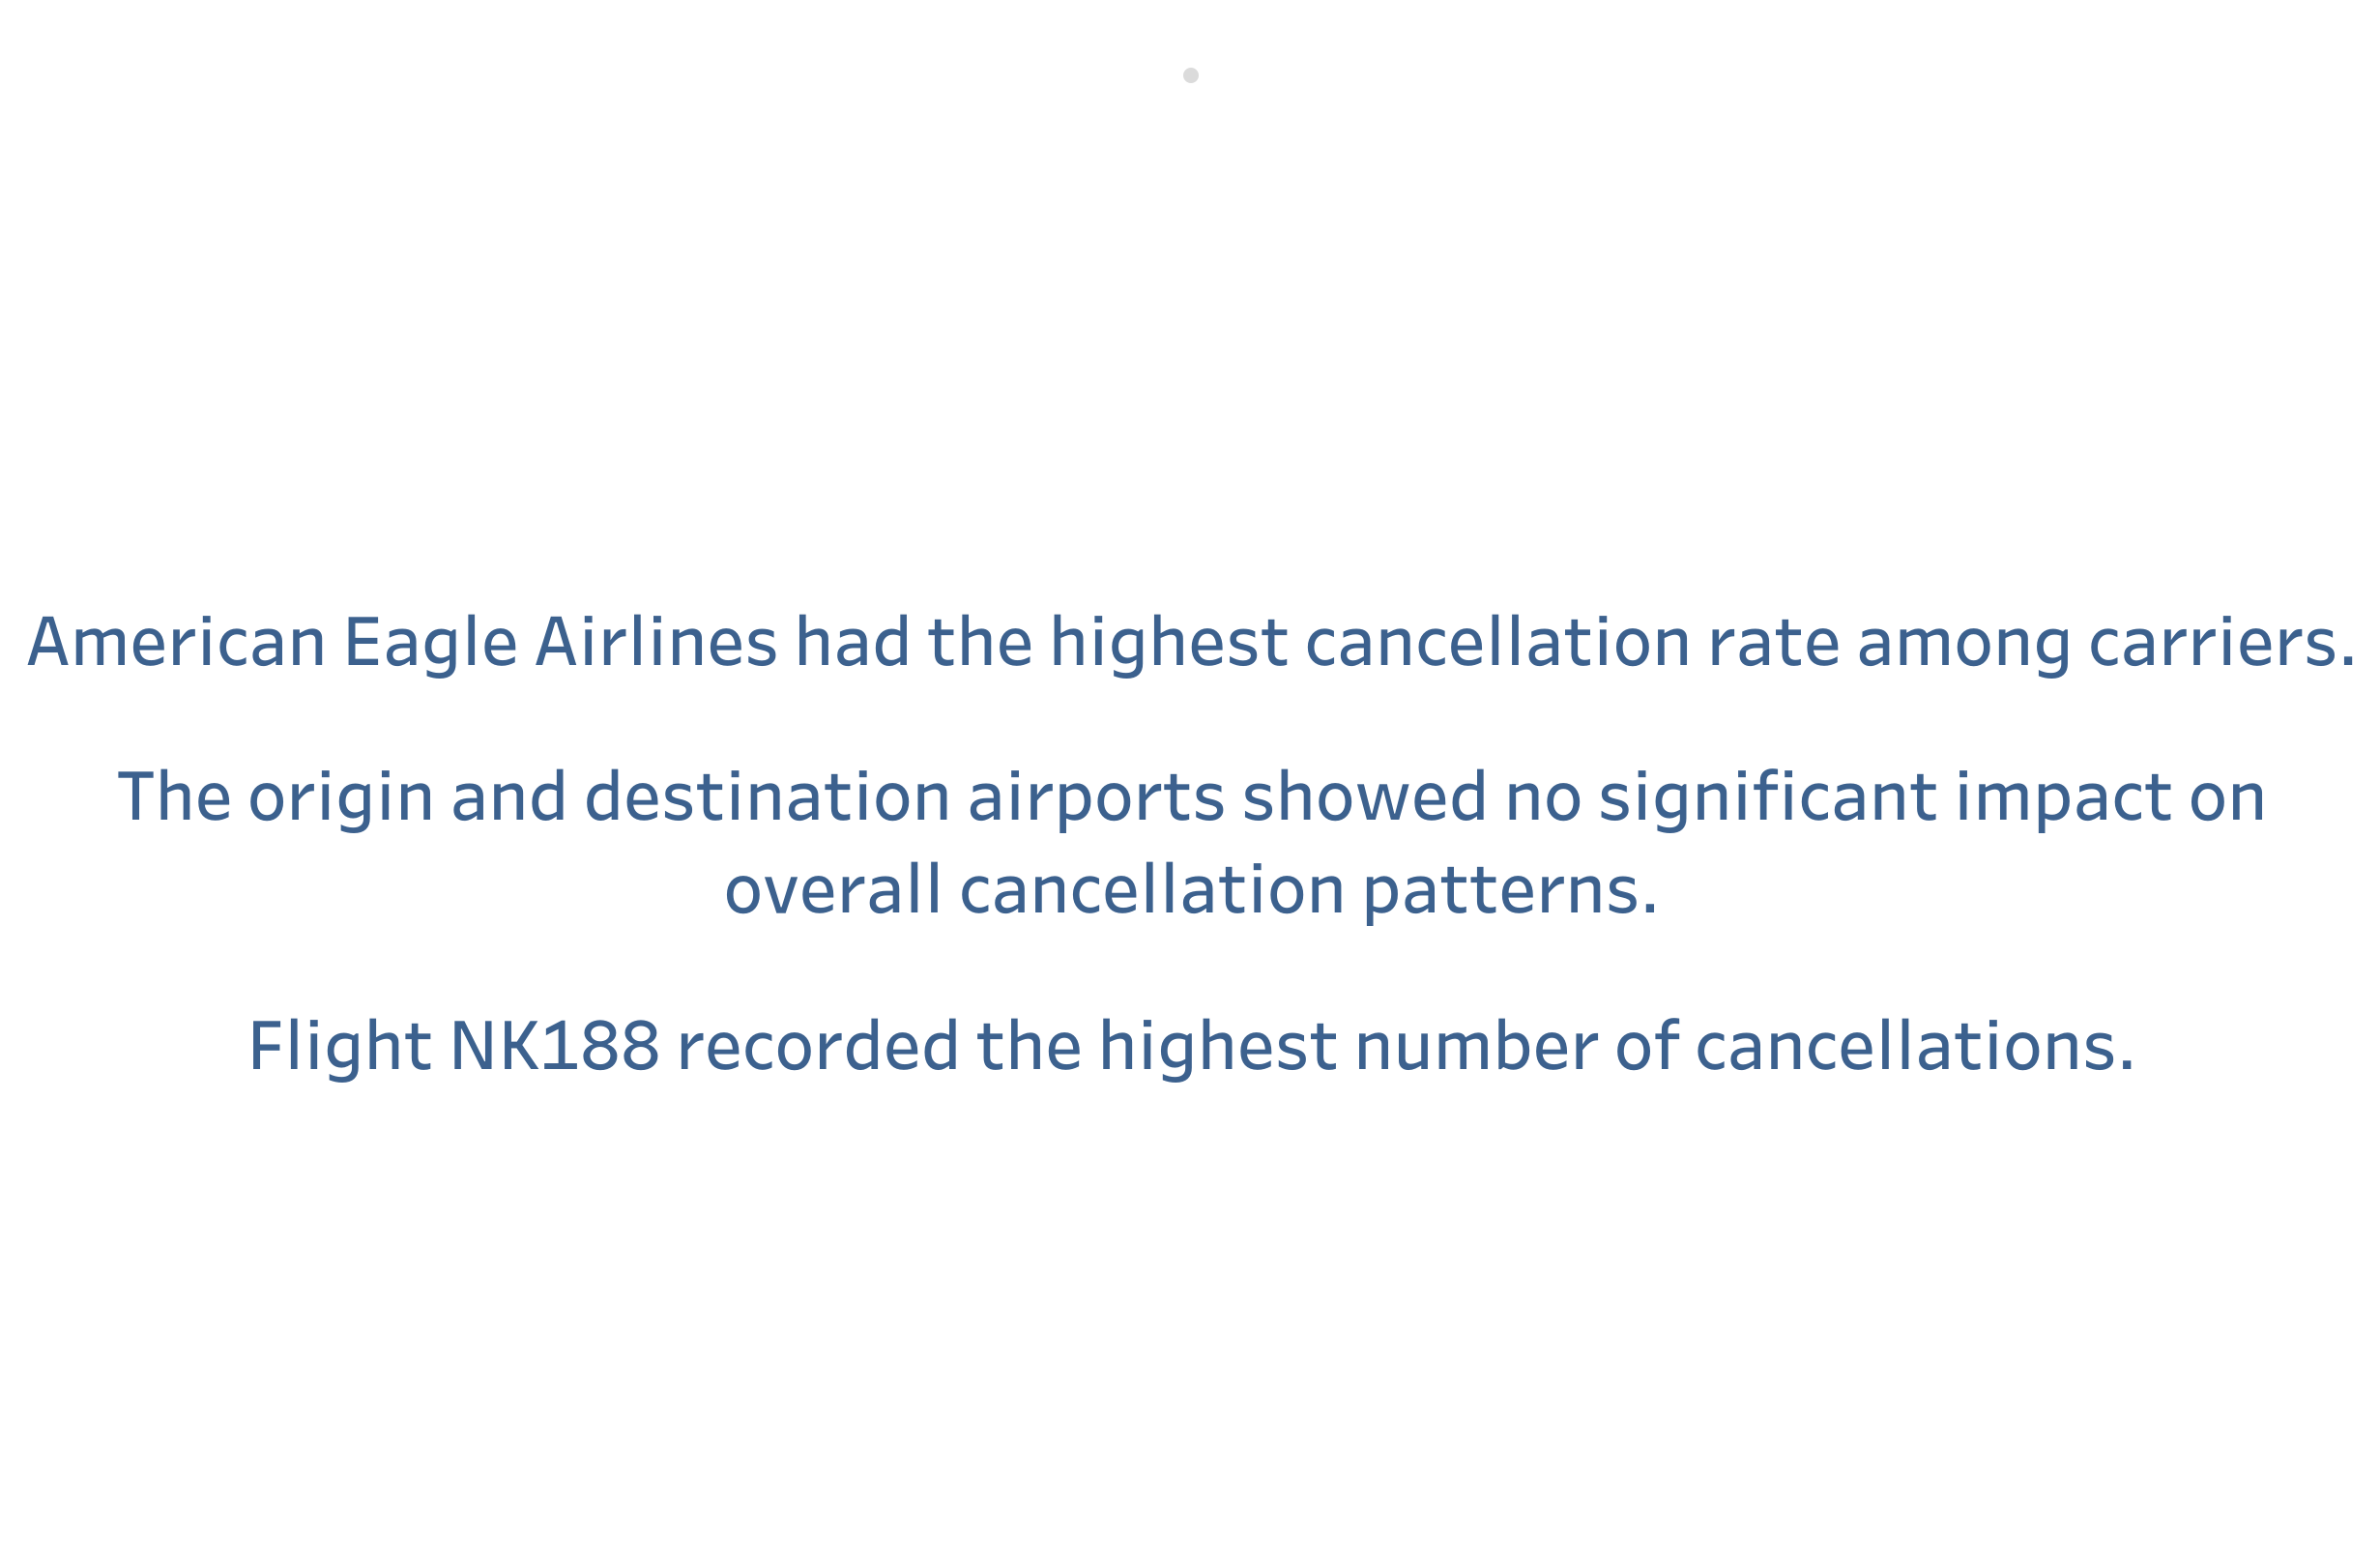 American Eagle Airlines had the highest cancellation rate among carriers.
The origin and destination airports showed no significant impact on
overall cancellation patterns.
Flight NK188 recorded the highest number of cancellations.